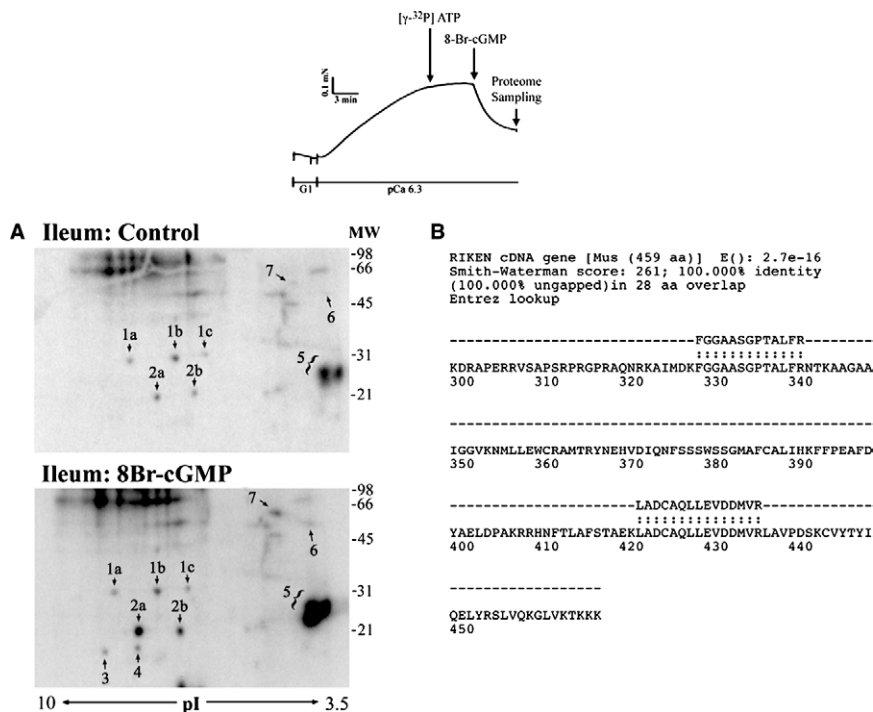 [γ-³²P] ATP
8-Br-cGMP
Proteome
Sampling
0.1 mN
3 min
G1
pCa 6.3
A Ileum: Control
MW
-98
-66
-45
-31
-21
7
6
1a
1b
1c
5
2a
2b
Ileum: 8Br-cGMP
-98
-66
-45
-31
-21
7
6
1a
1b
1c
5
2a
2b
3
4
10
pI
3.5
B
RIKEN cDNA gene [Mus (459 aa)] E(): 2.7e-16
Smith-Waterman score: 261; 100.000% identity
(100.000% ungapped)in 28 aa overlap
Entrez lookup
----------------------------FGGAASGPTALFR--------
:::::::::::::
KDRAPERRVSAPSRPRGPRAQNRKAIMDKFGGAASGPTALFRNTKAAGAA
300 310 320 330 340
--------------------------------------------------
IGGVKNMLLEWCRAMTRYNEHVDIQNFSSSWSSGMAFCALIHKFFPEAFD
350 360 370 380 390
---------------------LADCAQLLEVDDMVR--------------
:::::::::::::::
YAELDPAKRRHNFTLAFSTAEKLADCAQLLEVDDMVRLAVPDSKCVYTYI
400 410 420 430 440
-----------------
QELYRSLVQKGLVKTKKK
450